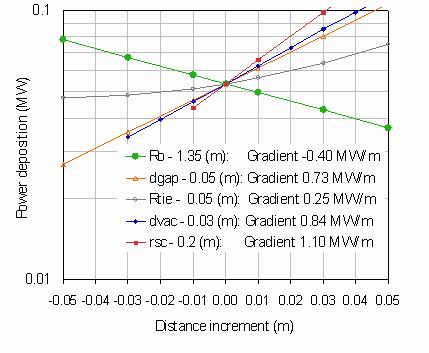 0.1
Power deposition (MW)
Ro - 1.35 (m): Gradient -0.40 MW/m
dgap - 0.05 (m): Gradient 0.73 MW/m
Rtie - 0.05 (m): Gradient 0.25 MW/m
dvac - 0.03 (m): Gradient 0.84 MW/m
rsc - 0.2 (m): Gradient 1.10 MW/m
0.01
-0.05 -0.04 -0.03 -0.02 -0.01 0.00 0.01 0.02 0.03 0.04 0.05
Distance increment (m)